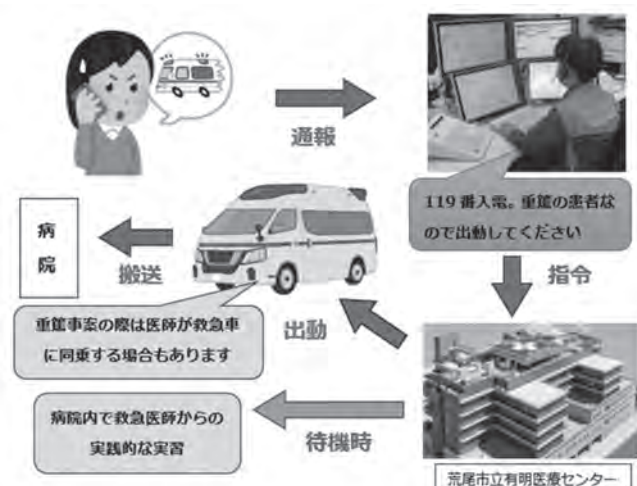 通報
119番入電。重篤の患者な
ので出動してください
病
院
搬送
指令
重篤事案の際は医師が救急車
に同乗する場合もあります
出動
病院内で救急医師からの
実践的な実習
待機時
荒尾市立有明医療センター